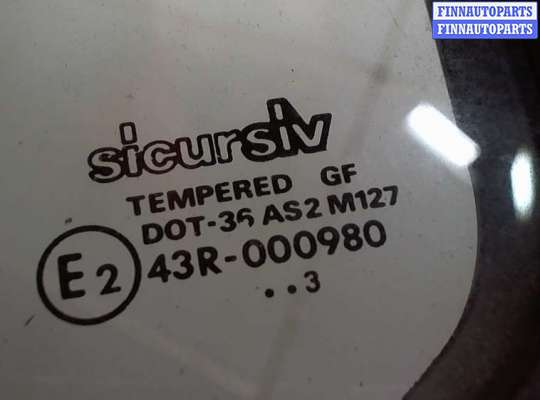 FINNAUTOPARTS
FINNAUTOPARTS
sicursiv
TEMPERED GF
DOT-36 AS2 M127
E2
43R-000980
..3